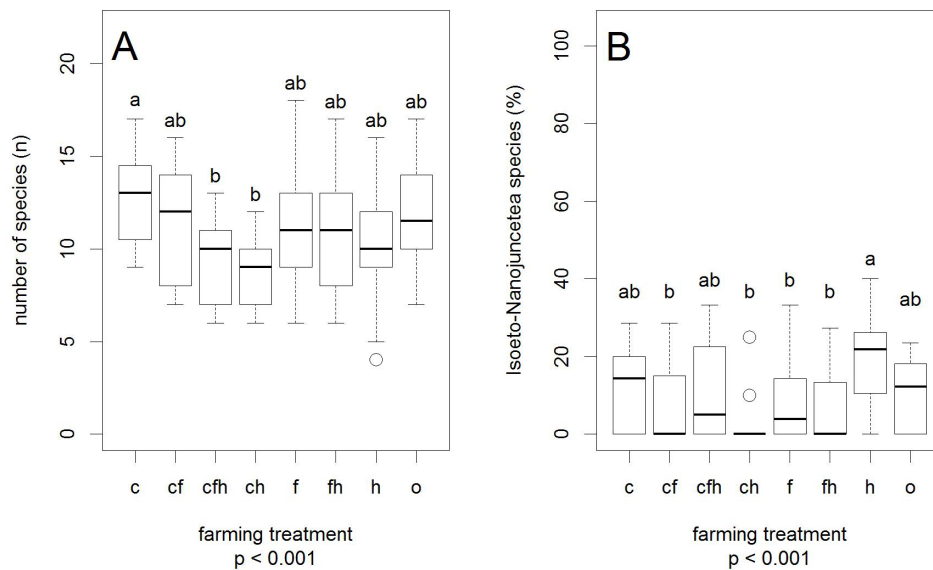 A
number of species (n)
20
15
10
5
0
a
ab
b
b
ab
ab
ab
ab
c cf cfh ch f fh h o
farming treatment
p < 0.001
B
Isoeto-Nanojuncetea species (%)
100
80
60
40
20
0
ab
b
ab
b
b
b
a
ab
c cf cfh ch f fh h o
farming treatment
p < 0.001